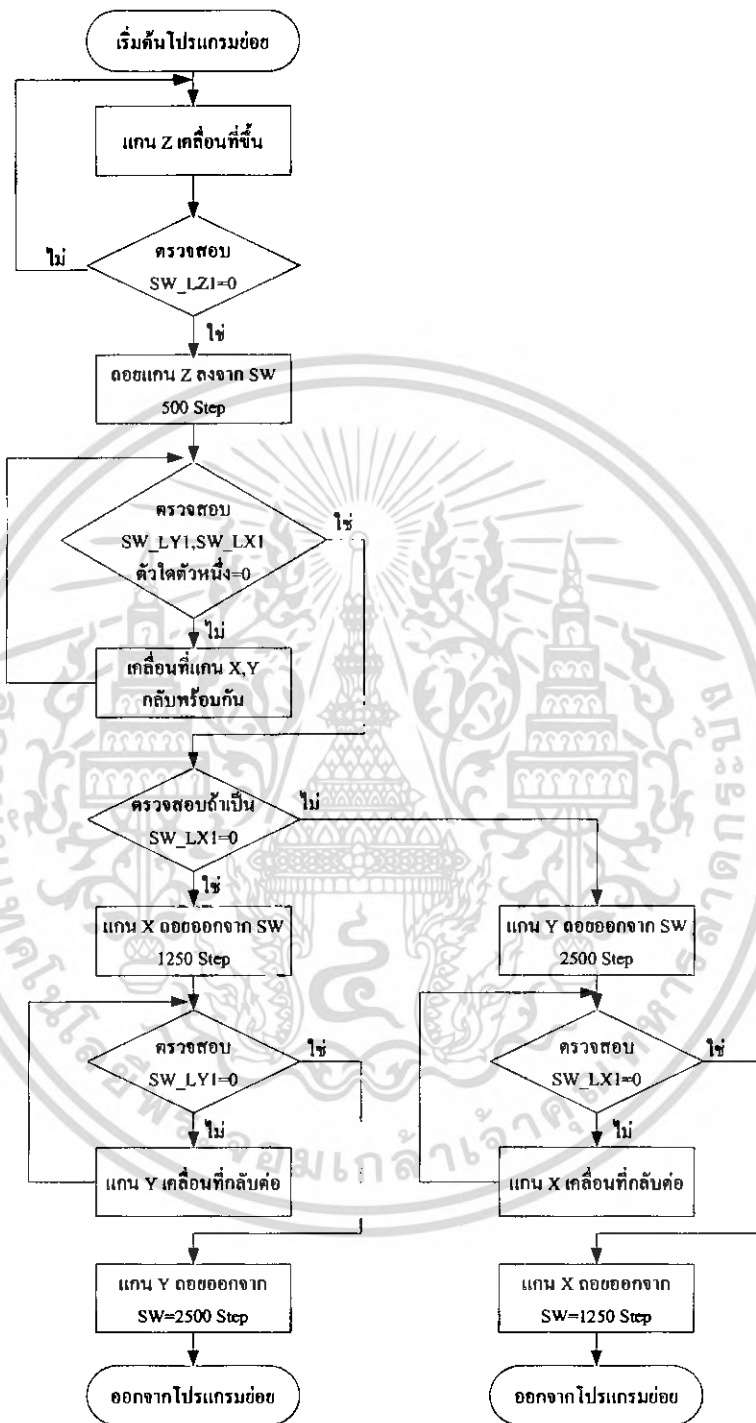 เริ่มต้นโปรแกรมย่อย
แกน Z เคลื่อนที่ขึ้น
ตรวจสอบ
SW_LZ1=0
ไม่
ใช่
ถอยแกน Z ลงจาก SW
500 Step
ตรวจสอบ
SW_LY1,SW_LX1
ตัวใดตัวหนึ่ง=0
ใช่
ไม่
เคลื่อนที่แกน X,Y
กลับพร้อมกัน
ตรวจสอบถ้าเป็น
SW_LX1=0
ไม่
ใช่
แกน X ถอยออกจาก SW
1250 Step
แกน Y ถอยออกจาก SW
2500 Step
ตรวจสอบ
SW_LY1=0
ใช่
ไม่
ตรวจสอบ
SW_LX1=0
ใช่
ไม่
แกน Y เคลื่อนที่กลับต่อ
แกน X เคลื่อนที่กลับต่อ
แกน Y ถอยออกจาก
SW=2500 Step
แกน X ถอยออกจาก
SW=1250 Step
ออกจากโปรแกรมย่อย
ออกจากโปรแกรมย่อย